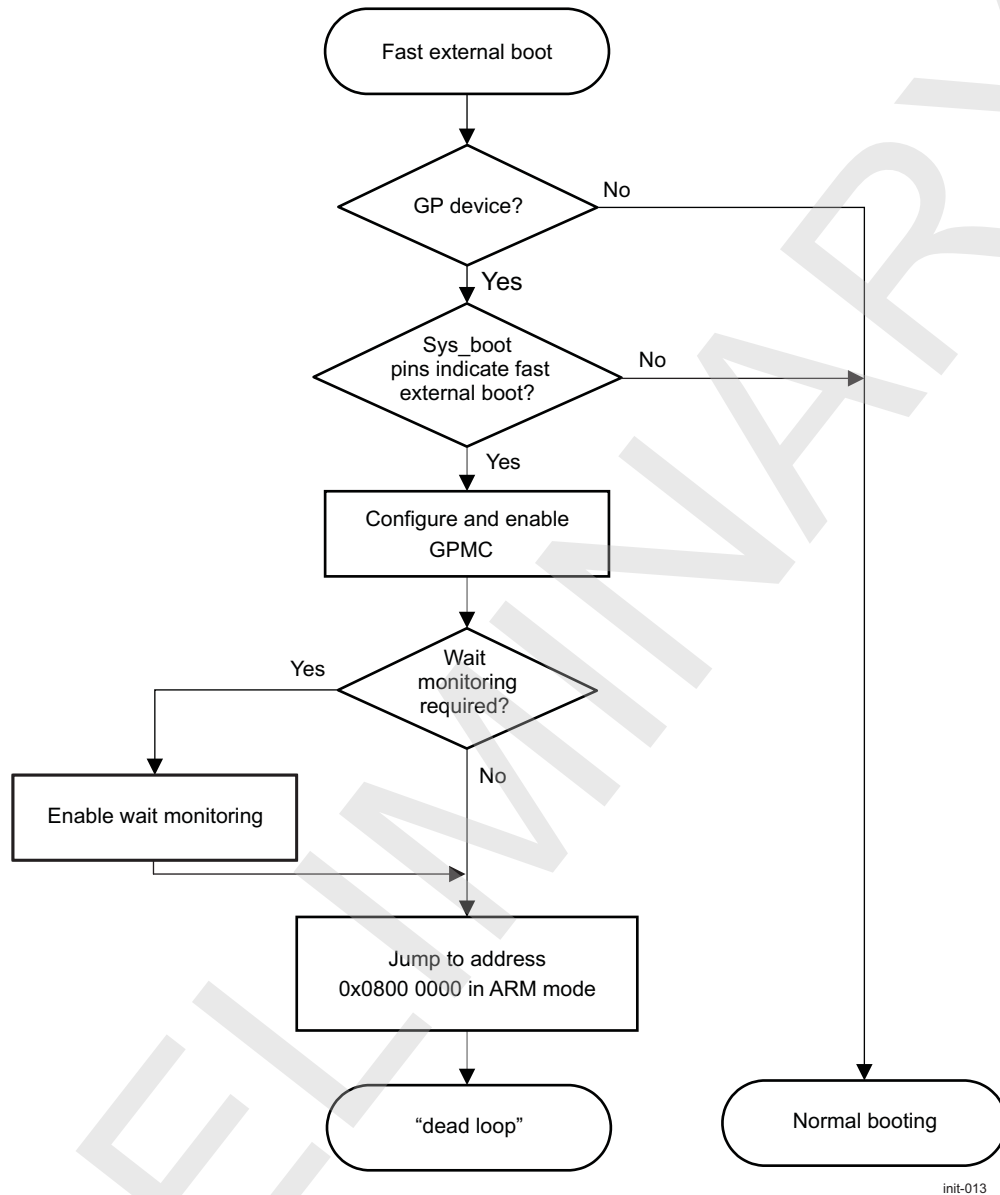 Fast external boot
GP device?
No
Yes
Sys_boot
pins indicate fast
external boot?
No
Yes
Configure and enable
GPMC
Wait
monitoring
required?
Yes
No
Enable wait monitoring
Jump to address
0x0800 0000 in ARM mode
“dead loop”
Normal booting
init-013
ELIMINARY